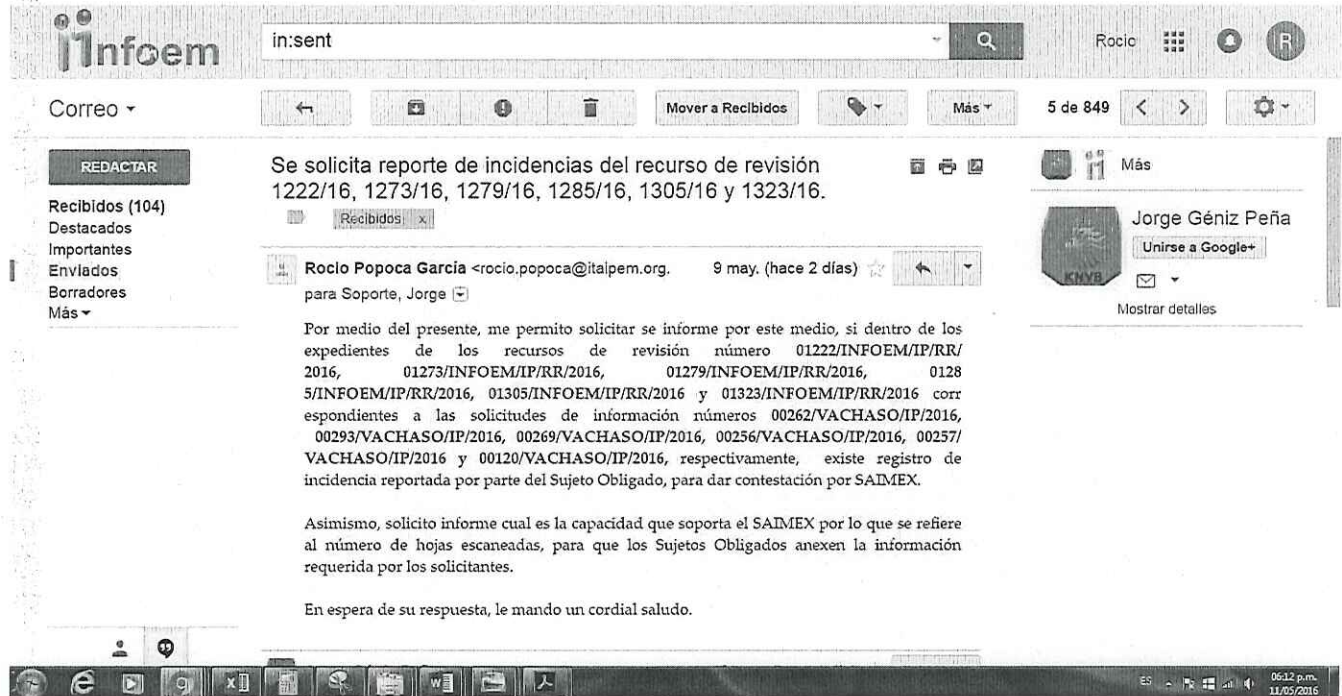 infoem
in:sent
Rocio
R
Correo
Mover a Recibidos
Más
5 de 849
REDACTAR
Recibidos (104)
Destacados
Importantes
Enviados
Borradores
Más
Se solicita reporte de incidencias del recurso de revisión
1222/16, 1273/16, 1279/16, 1285/16, 1305/16 y 1323/16.
Recibidos x
Rocio Popoca Garcia <rocio.popoca@italpem.org.
9 may. (hace 2 días)
para Soporte, Jorge
Por medio del presente, me permito solicitar se informe por este medio, si dentro de los
expedientes de los recursos de revisión número 01222/INFOEM/IP/RR/
2016, 01273/INFOEM/IP/RR/2016, 01279/INFOEM/IP/RR/2016, 0128
5/INFOEM/IP/RR/2016, 01305/INFOEM/IP/RR/2016 y 01323/INFOEM/IP/RR/2016 corr
espondientes a las solicitudes de información números 00262/VACHASO/IP/2016,
00293/VACHASO/IP/2016, 00269/VACHASO/IP/2016, 00256/VACHASO/IP/2016, 00257/
VACHASO/IP/2016 y 00120/VACHASO/IP/2016, respectivamente, existe registro de
incidencia reportada por parte del Sujeto Obligado, para dar contestación por SAIMEX.
Asimismo, solicito informe cual es la capacidad que soporta el SAIMEX por lo que se refiere
al número de hojas escaneadas, para que los Sujetos Obligados anexen la información
requerida por los solicitantes.
En espera de su respuesta, le mando un cordial saludo.
Más
Jorge Géniz Peña
Unirse a Google+
KNVB
Mostrar detalles
ES
06:12 p.m.
11/05/2016